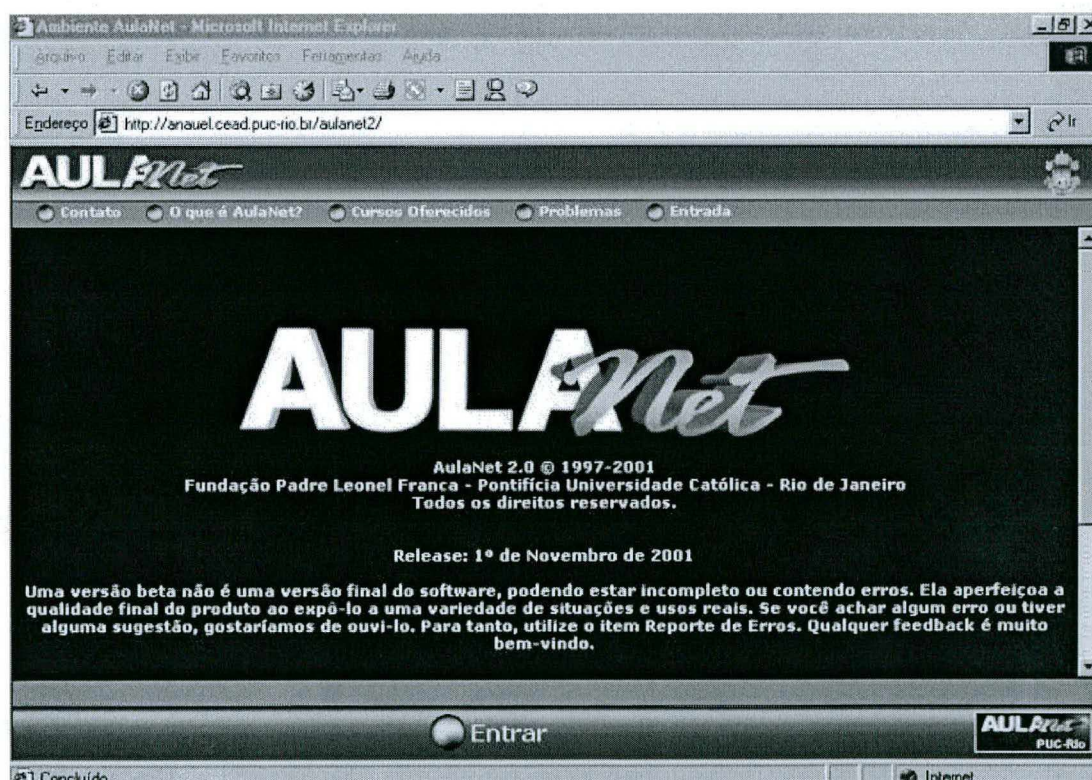 Ambiente AulaNet - Microsoft Internet Explorer
Arquivo Editar Exibir Favoritos Ferramentas Ajuda
Endereço http://anauel.cead.puc-rio.br/aulanet2/ Ir
AULANet
Contato O que é AulaNet? Cursos Oferecidos Problemas Entrada
AULANet
AulaNet 2.0 © 1997-2001
Fundação Padre Leonel Franca - Pontifícia Universidade Católica - Rio de Janeiro
Todos os direitos reservados.
Release: 1º de Novembro de 2001
Uma versão beta não é uma versão final do software, podendo estar incompleto ou contendo erros. Ela aperfeiçoa a
qualidade final do produto ao expô-lo a uma variedade de situações e usos reais. Se você achar algum erro ou tiver
alguma sugestão, gostaríamos de ouvi-lo. Para tanto, utilize o item Reporte de Erros. Qualquer feedback é muito
bem-vindo.
Entrar
AULANet
PUC-Rio
Concluído Internet